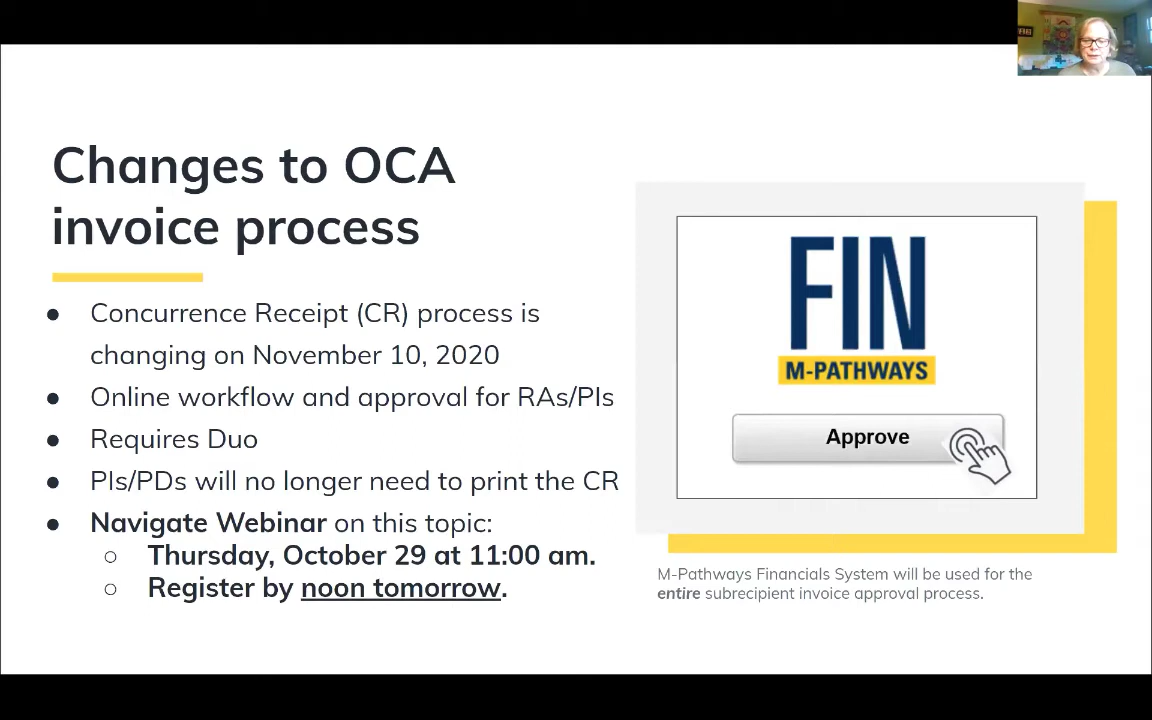 Changes to OCA
invoice process
● Concurrence Receipt (CR) process is
changing on November 10, 2020
● Online workflow and approval for RAs/PIs
● Requires Duo
● PIs/PDs will no longer need to print the CR
● Navigate Webinar on this topic:
○ Thursday, October 29 at 11:00 am.
○ Register by noon tomorrow.
FIN
M-PATHWAYS
Approve
M-Pathways Financials System will be used for the
entire subrecipient invoice approval process.